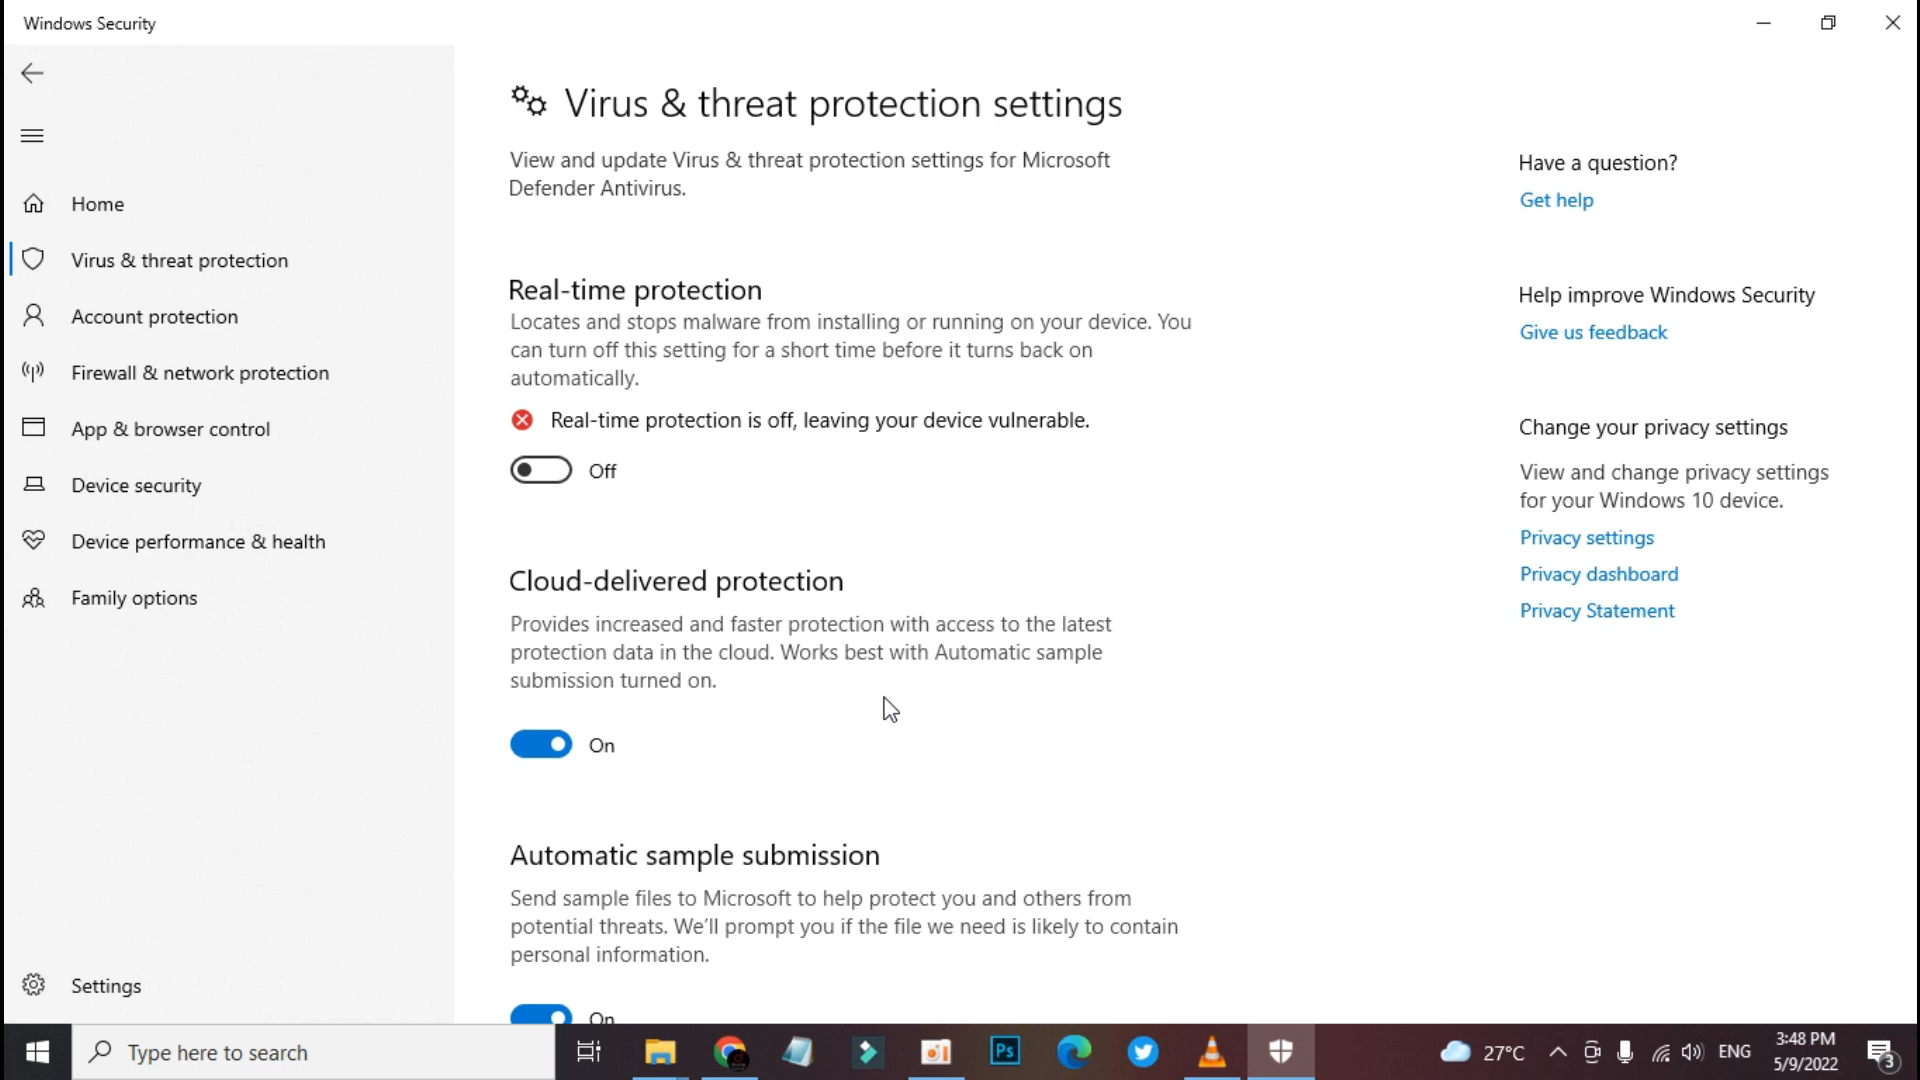 Windows Security
Home
Virus & threat protection
Account protection
Firewall & network protection
App & browser control
Device security
Device performance & health
Family options
Settings
Virus & threat protection settings
View and update Virus & threat protection settings for Microsoft
Defender Antivirus.
Real-time protection
Locates and stops malware from installing or running on your device. You
can turn off this setting for a short time before it turns back on
automatically.
Real-time protection is off, leaving your device vulnerable.
Off
Cloud-delivered protection
Provides increased and faster protection with access to the latest
protection data in the cloud. Works best with Automatic sample
submission turned on.
On
Automatic sample submission
Send sample files to Microsoft to help protect you and others from
potential threats. We'll prompt you if the file we need is likely to contain
personal information.
On
Have a question?
Get help
Help improve Windows Security
Give us feedback
Change your privacy settings
View and change privacy settings
for your Windows 10 device.
Privacy settings
Privacy dashboard
Privacy Statement
Type here to search
Ps
27°C
ENG
3:48 PM
5/9/2022
3